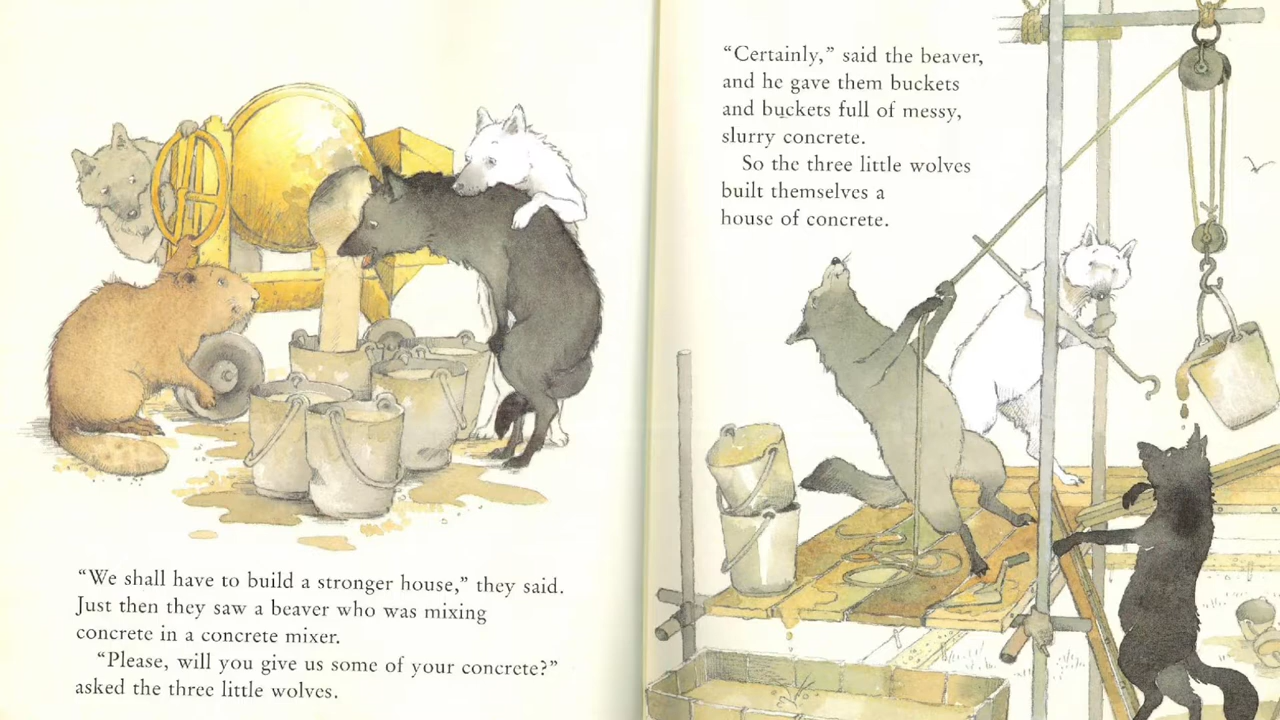 “We shall have to build a stronger house,” they said.
Just then they saw a beaver who was mixing
concrete in a concrete mixer.
“Please, will you give us some of your concrete?”
asked the three little wolves.
“Certainly,” said the beaver,
and he gave them buckets
and buckets full of messy,
slurry concrete.
So the three little wolves
built themselves a
house of concrete.